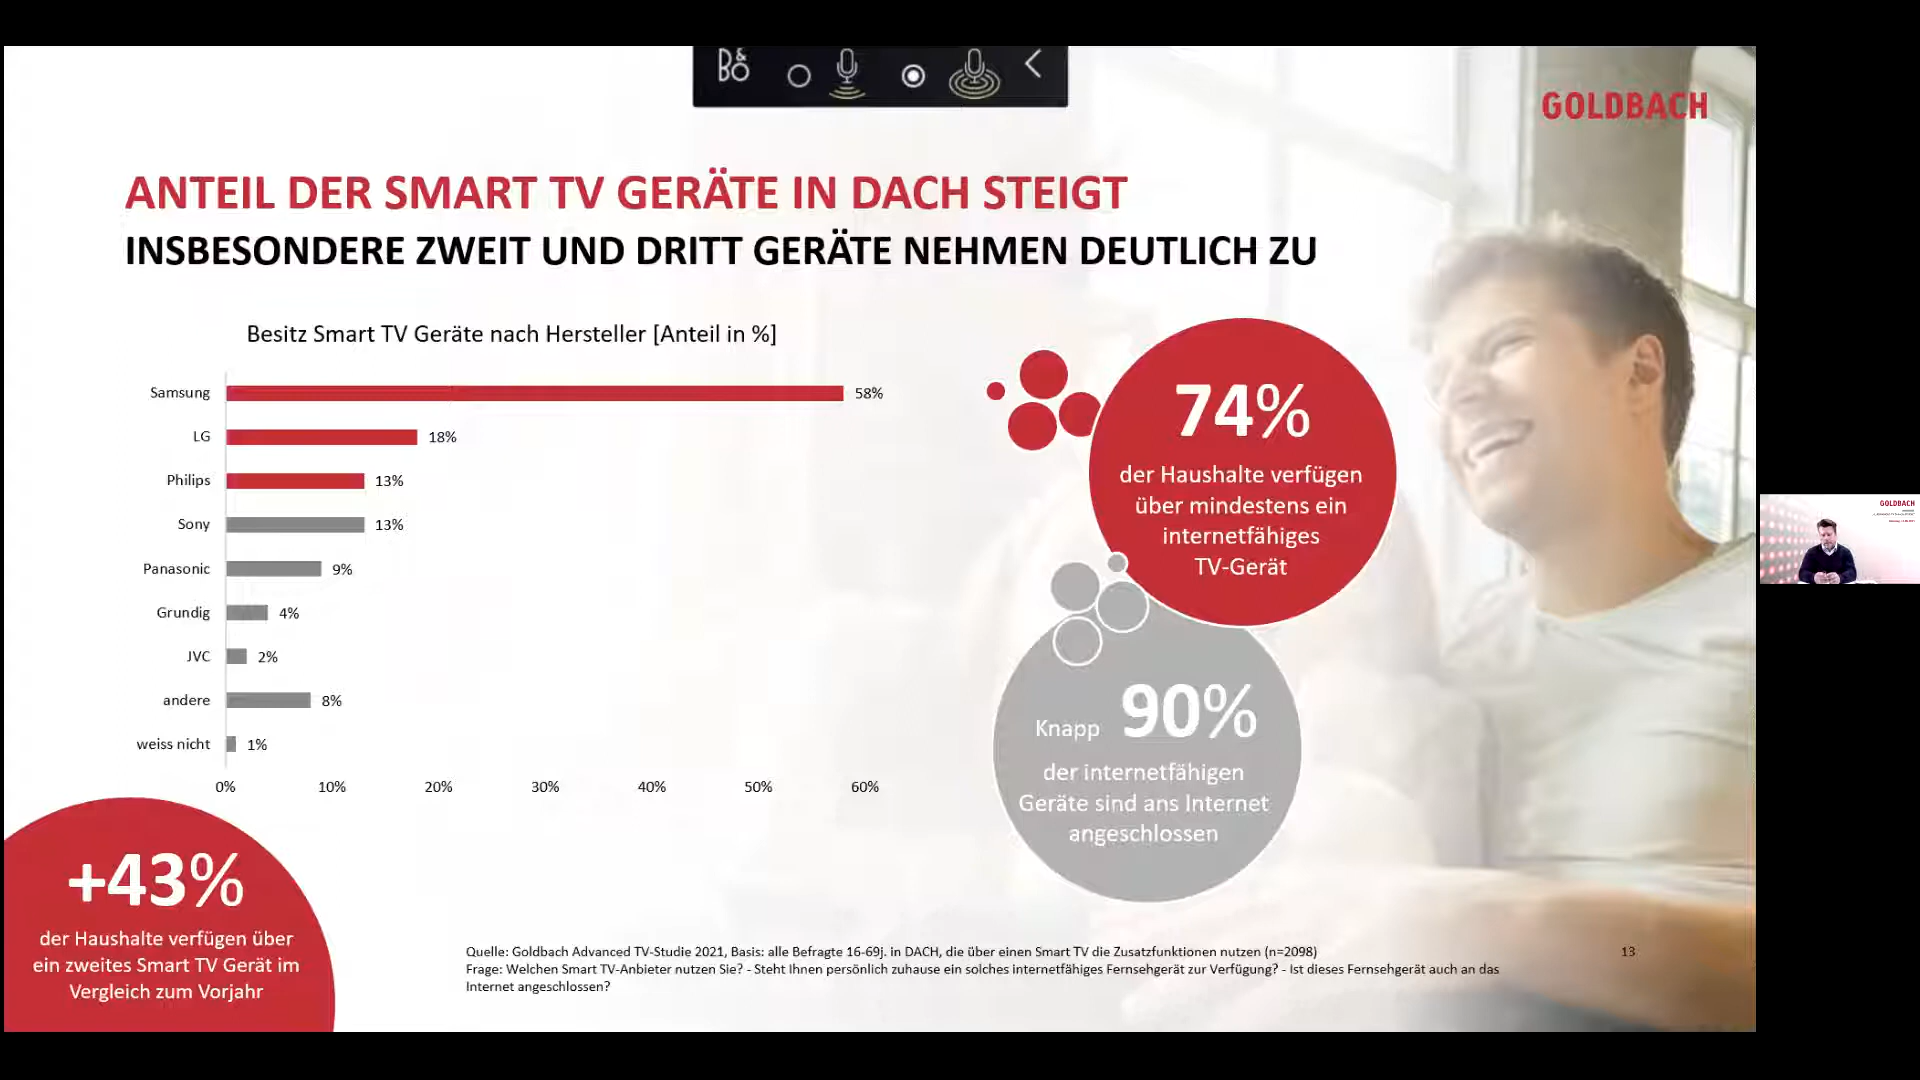 B&O
GOLDBACH
ANTEIL DER SMART TV GERÄTE IN DACH STEIGT
INSBESONDERE ZWEIT UND DRITT GERÄTE NEHMEN DEUTLICH ZU
Besitz Smart TV Geräte nach Hersteller [Anteil in %]
Samsung 58%
LG 18%
Philips 13%
Sony 13%
Panasonic 9%
Grundig 4%
JVC 2%
andere 8%
weiss nicht 1%
0% 10% 20% 30% 40% 50% 60%
74%
der Haushalte verfügen
über mindestens ein
internetfähiges
TV-Gerät
Knapp 90%
der internetfähigen
Geräte sind ans Internet
angeschlossen
+43%
der Haushalte verfügen über
ein zweites Smart TV Gerät im
Vergleich zum Vorjahr
Quelle: Goldbach Advanced TV-Studie 2021, Basis: alle Befragte 16-69j. in DACH, die über einen Smart TV die Zusatzfunktionen nutzen (n=2098)
Frage: Welchen Smart TV-Anbieter nutzen Sie? - Steht Ihnen persönlich zuhause ein solches internetfähiges Fernsehgerät zur Verfügung? - Ist dieses Fernsehgerät auch an das
Internet angeschlossen?
13
GOLDBACH